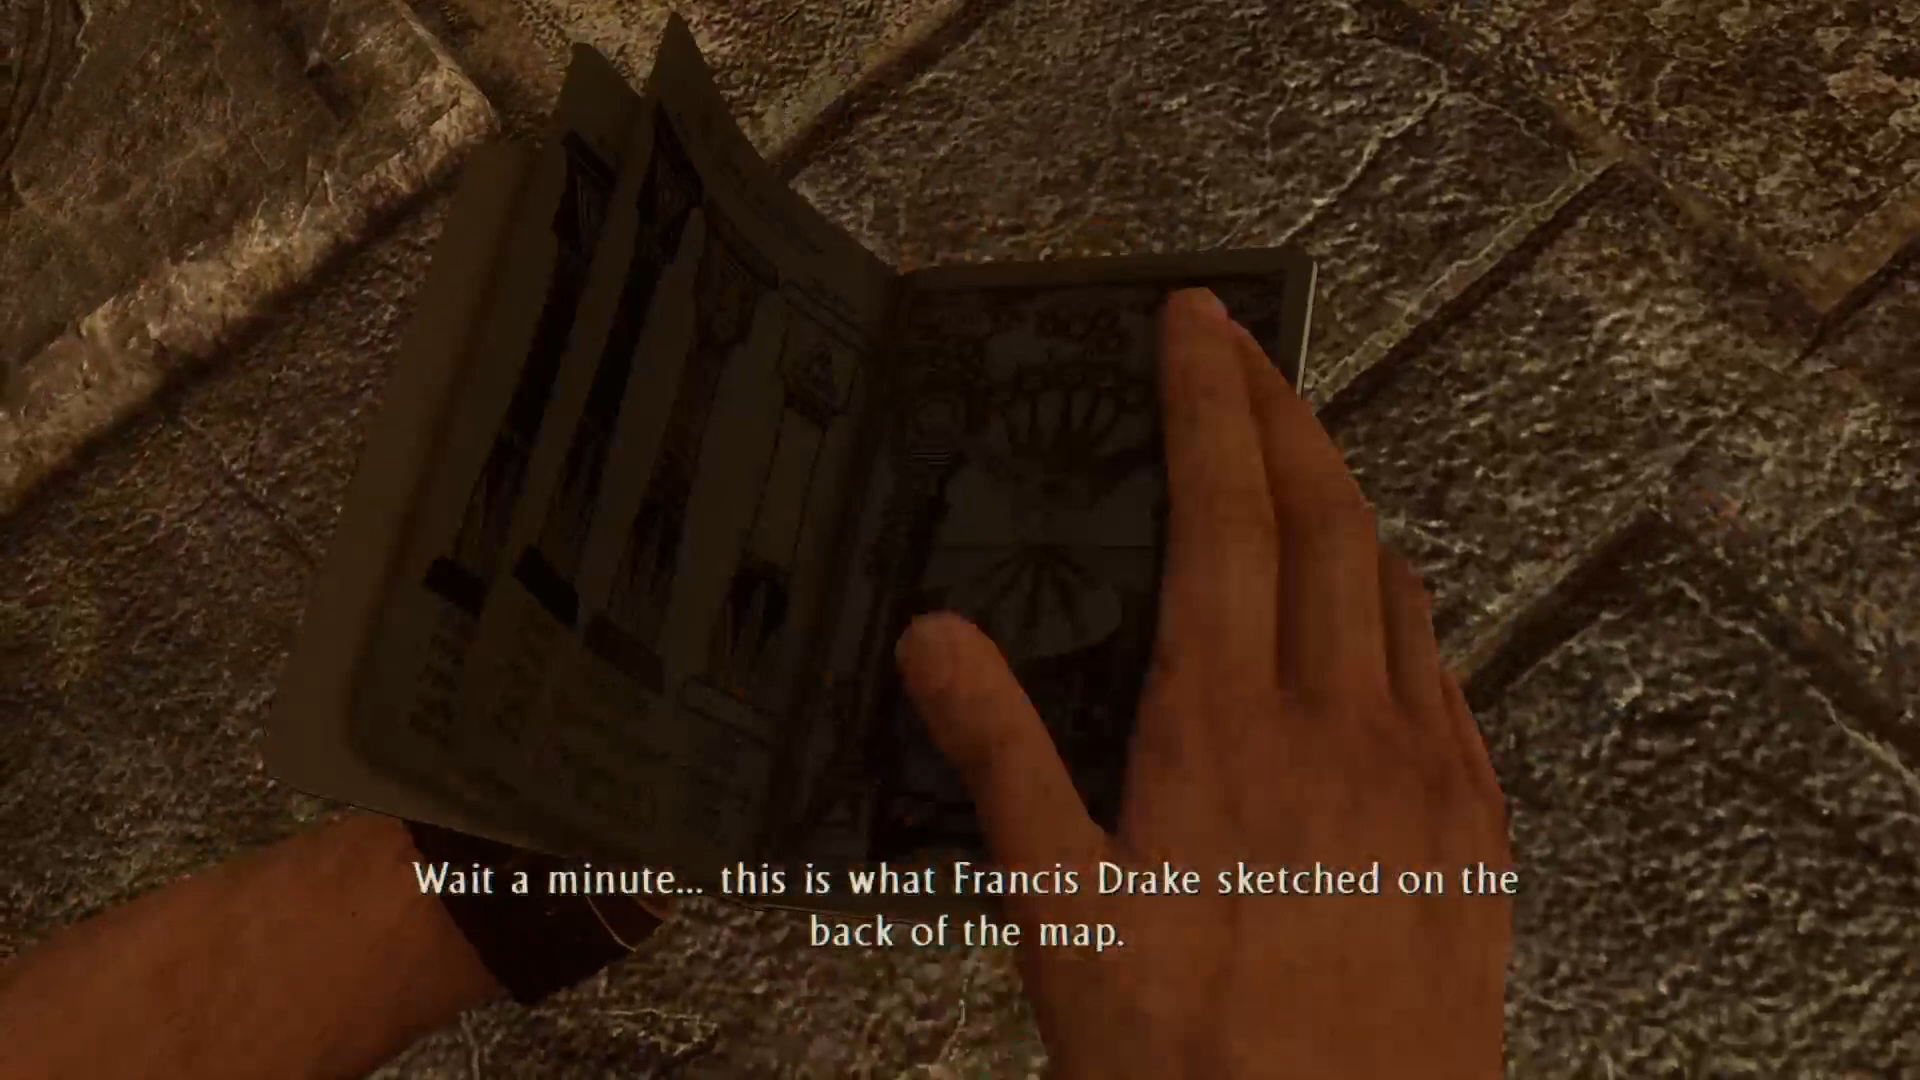 Wait a minute... this is what Francis Drake sketched on the
back of the map.